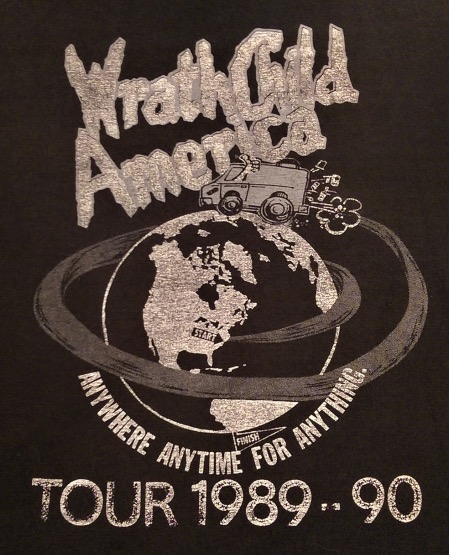 WrathChild
America
START
ANYWHERE ANYTIME FOR ANYTHING.
FINISH
TOUR 1989--90